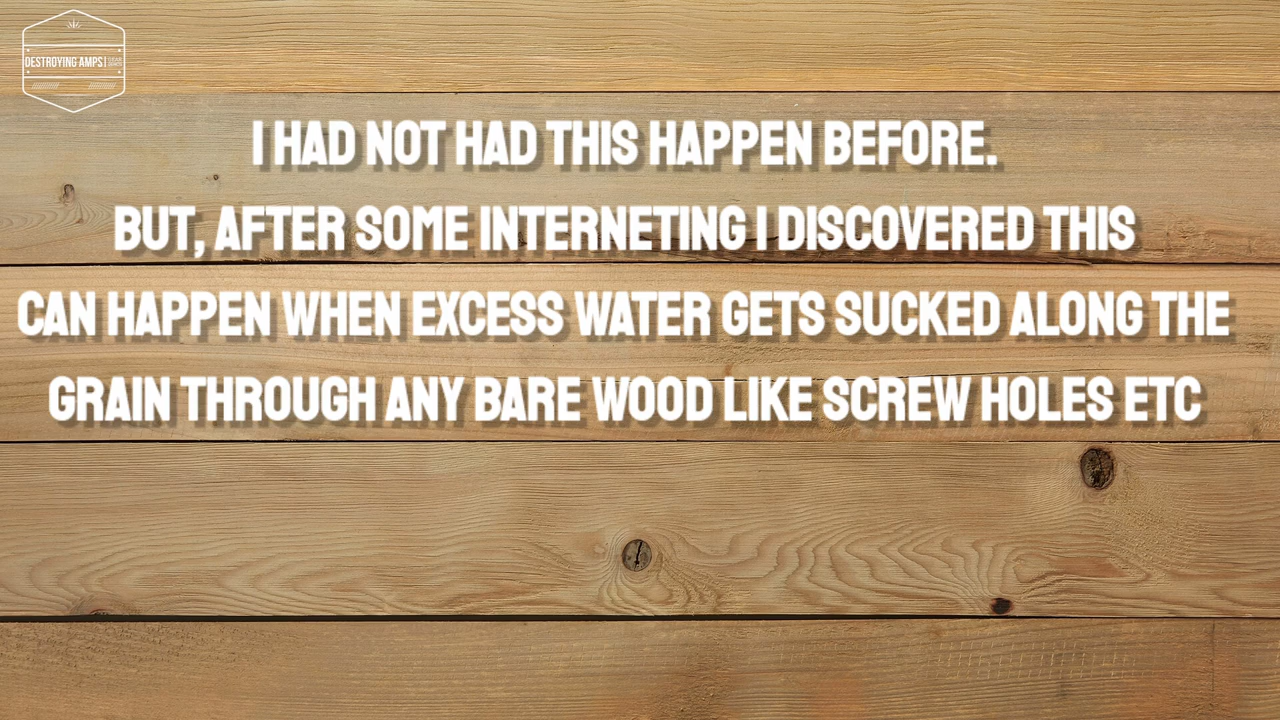 DESTROYING AMPS
I HAD NOT HAD THIS HAPPEN BEFORE.
BUT, AFTER SOME INTERNETING I DISCOVERED THIS
CAN HAPPEN WHEN EXCESS WATER GETS SUCKED ALONG THE
GRAIN THROUGH ANY BARE WOOD LIKE SCREW HOLES ETC